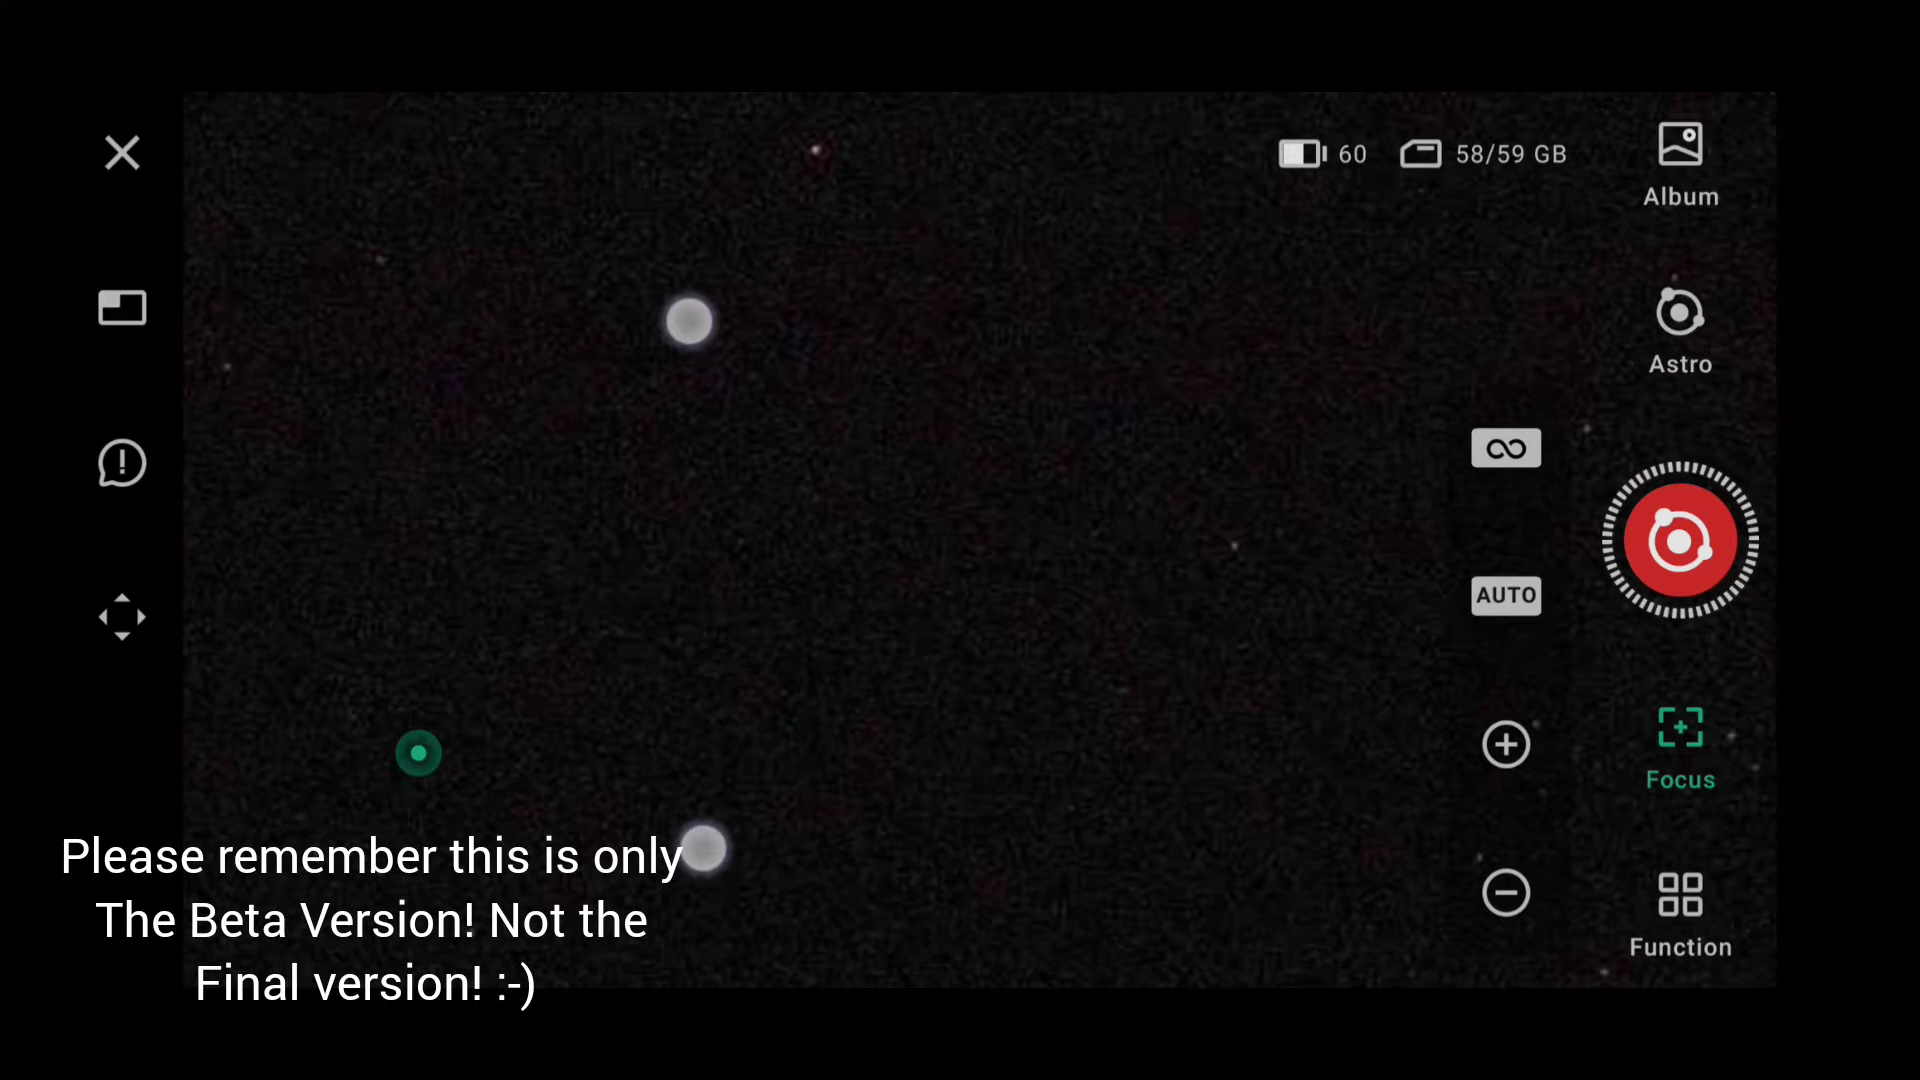 60
58/59 GB
Album
Astro
∞
AUTO
Focus
Function
Please remember this is only
The Beta Version! Not the
Final version! :-)